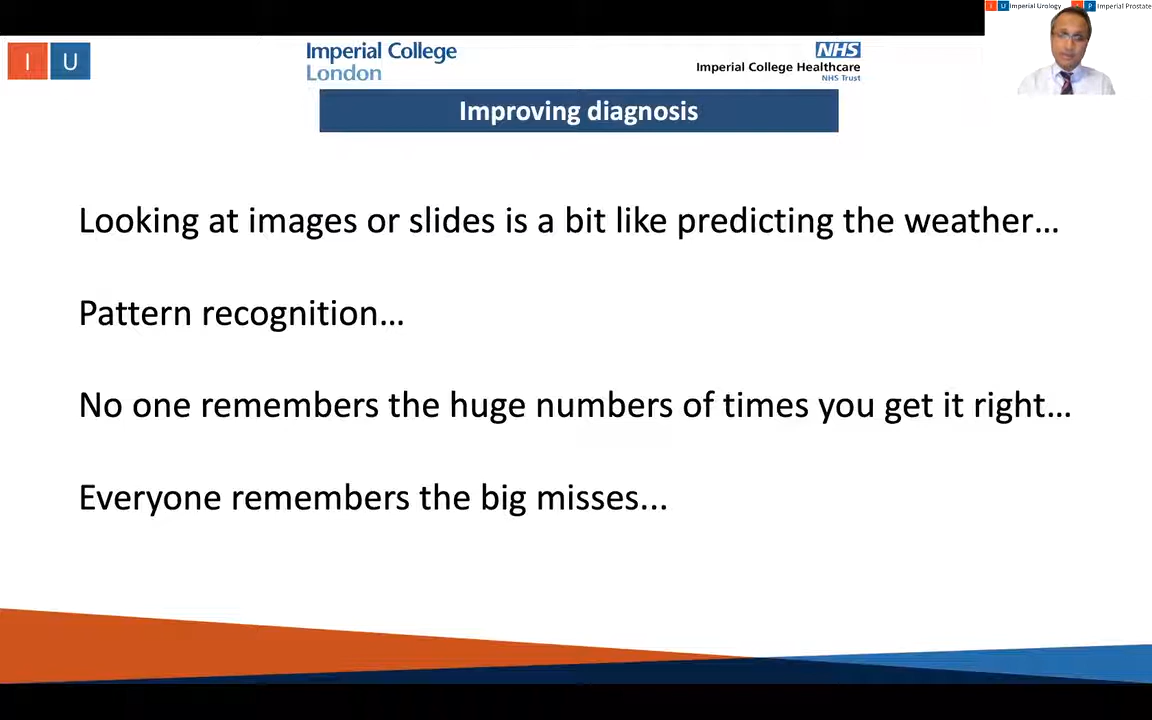 I U Imperial Urology I P Imperial Prostate
I U
Imperial College
London
NHS
Imperial College Healthcare
NHS Trust
Improving diagnosis
Looking at images or slides is a bit like predicting the weather…
Pattern recognition…
No one remembers the huge numbers of times you get it right…
Everyone remembers the big misses...